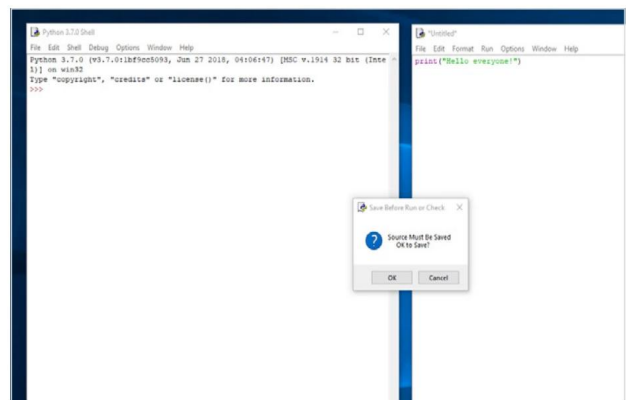 Python 3.7.0 Shell
File Edit Shell Debug Options Window Help
Python 3.7.0 (v3.7.0:1bf9cc5093, Jun 27 2018, 04:06:47) [MSC v.1914 32 bit (Inte
l)] on win32
Type "copyright", "credits" or "license()" for more information.
>>>
*Untitled*
File Edit Format Run Options Window Help
print("Hello everyone!")
Save Before Run or Check
Source Must Be Saved
OK to Save?
OK Cancel